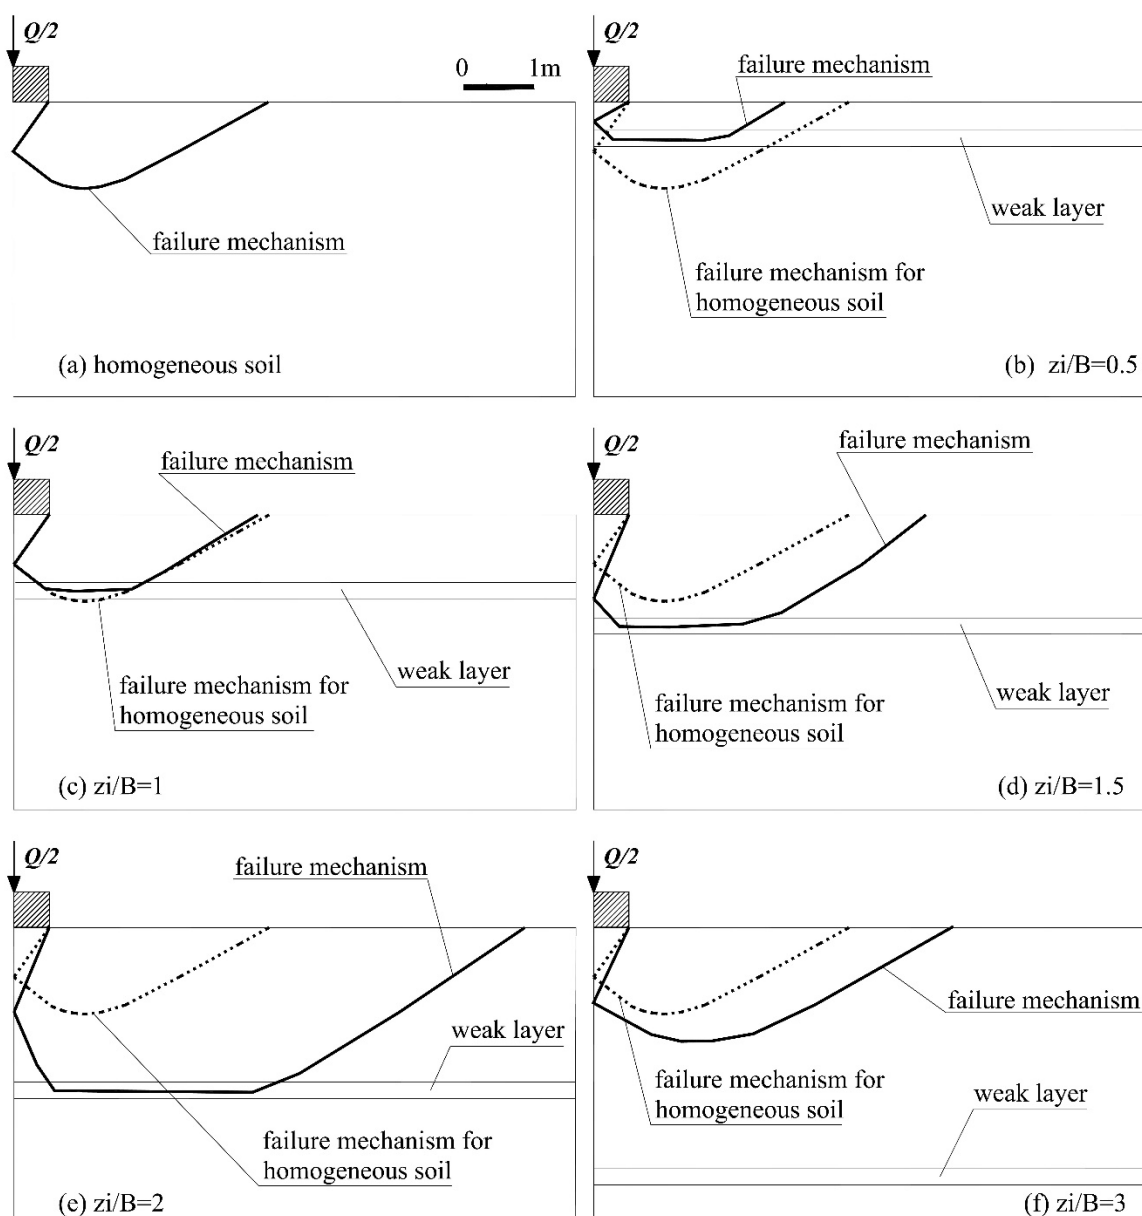 Q/2
0 1m
failure mechanism
(a) homogeneous soil
Q/2
failure mechanism
weak layer
failure mechanism for
homogeneous soil
(b) zi/B=0.5
Q/2
failure mechanism
weak layer
failure mechanism for
homogeneous soil
(c) zi/B=1
Q/2
failure mechanism
weak layer
failure mechanism for
homogeneous soil
(d) zi/B=1.5
Q/2
failure mechanism
weak layer
failure mechanism for
homogeneous soil
(e) zi/B=2
Q/2
failure mechanism
failure mechanism for
homogeneous soil
weak layer
(f) zi/B=3